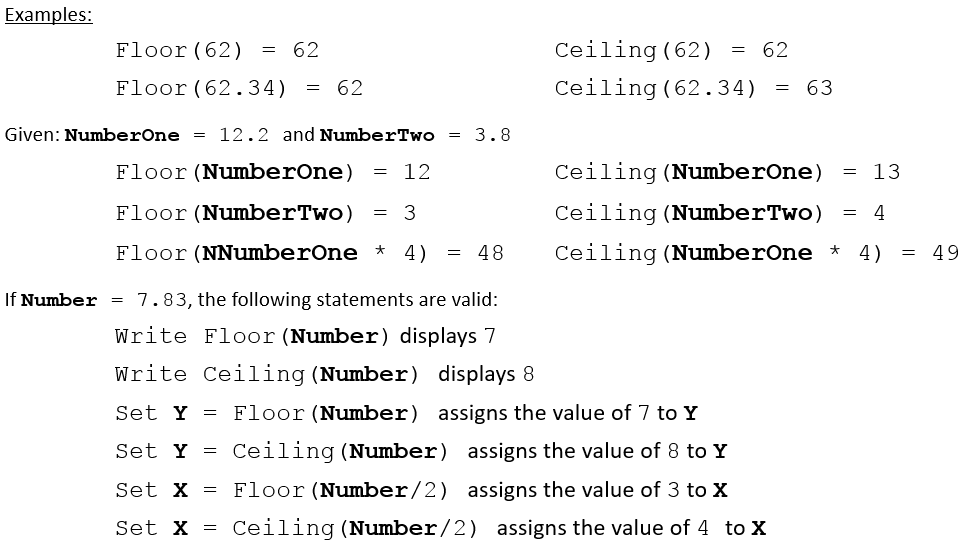 Examples:
Floor(62) = 62 Ceiling(62) = 62
Floor(62.34) = 62 Ceiling(62.34) = 63
Given: NumberOne = 12.2 and NumberTwo = 3.8
Floor(NumberOne) = 12 Ceiling(NumberOne) = 13
Floor(NumberTwo) = 3 Ceiling(NumberTwo) = 4
Floor(NNumberOne * 4) = 48 Ceiling(NumberOne * 4) = 49
If Number = 7.83, the following statements are valid:
Write Floor(Number) displays 7
Write Ceiling(Number) displays 8
Set Y = Floor(Number) assigns the value of 7 to Y
Set Y = Ceiling(Number) assigns the value of 8 to Y
Set X = Floor(Number/2) assigns the value of 3 to X
Set X = Ceiling(Number/2) assigns the value of 4 to X